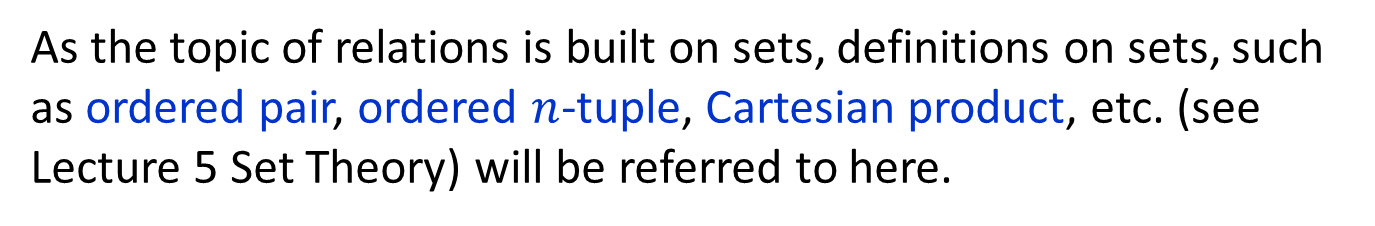 As the topic of relations is built on sets, definitions on sets, such
as ordered pair, ordered 𝑛-tuple, Cartesian product, etc. (see
Lecture 5 Set Theory) will be referred to here.